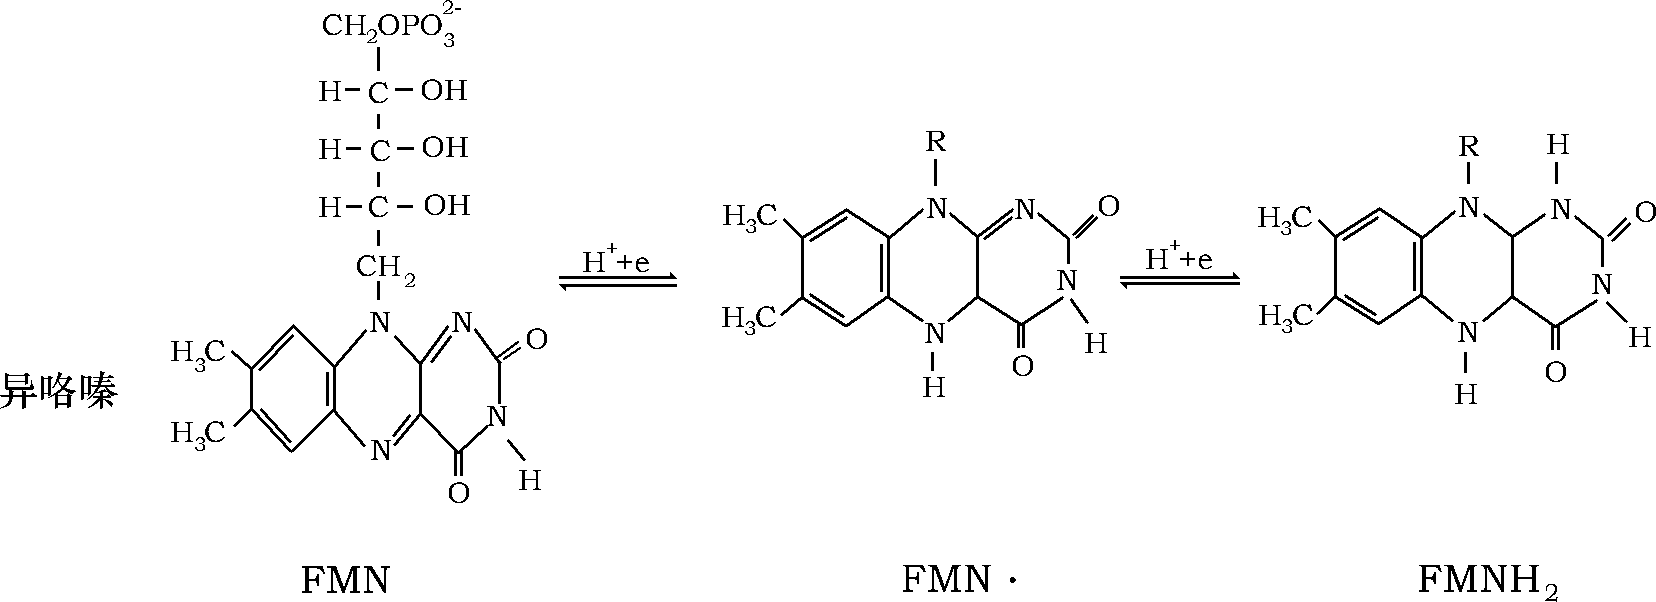 CH2OPO3^2-
H-C-OH
H-C-OH
H-C-OH
CH2
N
N
O
H3C
异咯嗪
N
H3C
N
H
O
H^+ +e
R
N
N
O
H3C
N
H3C
N
H
O
H
H^+ +e
R
H
N
N
O
H3C
N
H3C
N
H
O
H
FMN
FMN ·
FMNH2